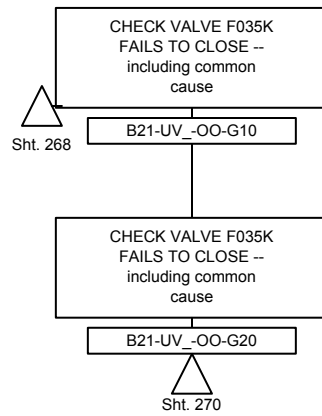 CHECK VALVE F035K
FAILS TO CLOSE --
including common
cause
Sht. 268
B21-UV_-OO-G10
CHECK VALVE F035K
FAILS TO CLOSE --
including common
cause
B21-UV_-OO-G20
Sht. 270